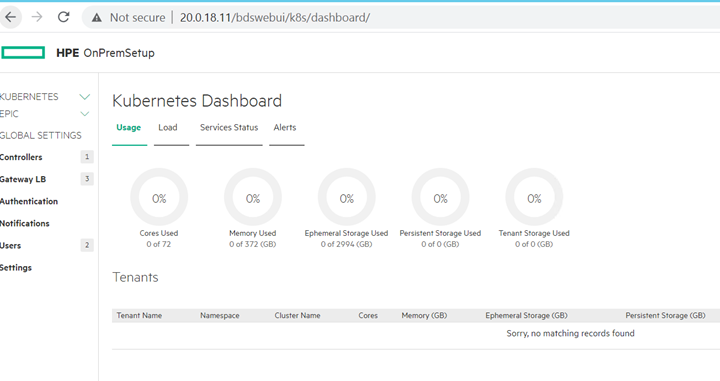 Not secure | 20.0.18.11/bdswebui/k8s/dashboard/
HPE OnPremSetup
KUBERNETES
EPIC
GLOBAL SETTINGS
Controllers 1
Gateway LB 3
Authentication
Notifications
Users 2
Settings
Kubernetes Dashboard
Usage Load Services Status Alerts
0% 0% 0% 0% 0%
Cores Used Memory Used Ephemeral Storage Used Persistent Storage Used Tenant Storage Used
0 of 72 0 of 372 (GB) 0 of 2994 (GB) 0 of 0 (GB) 0 of 0 (GB)
Tenants
Tenant Name Namespace Cluster Name Cores Memory (GB) Ephemeral Storage (GB) Persistent Storage (GB)
Sorry, no matching records found